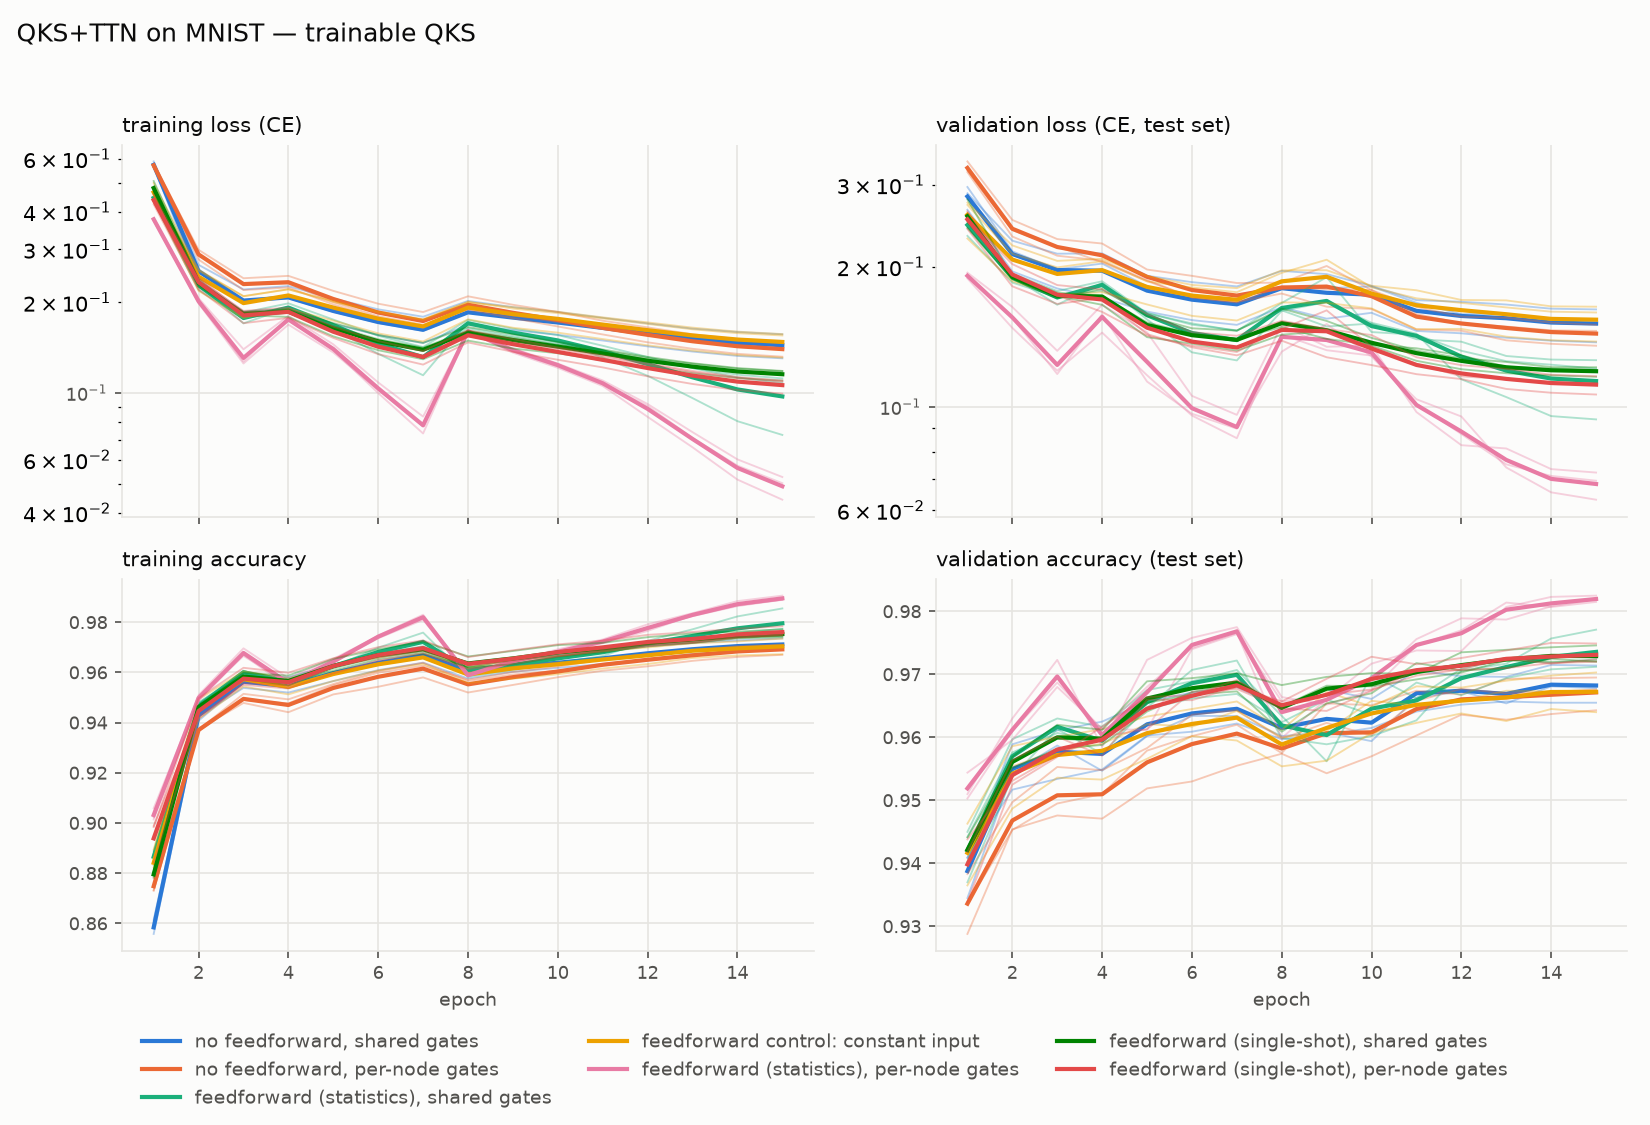 QKS+TTN on MNIST — trainable QKS
training loss (CE)
6 × 10⁻¹
4 × 10⁻¹
3 × 10⁻¹
2 × 10⁻¹
10⁻¹
6 × 10⁻²
4 × 10⁻²
validation loss (CE, test set)
3 × 10⁻¹
2 × 10⁻¹
10⁻¹
6 × 10⁻²
training accuracy
0.98
0.96
0.94
0.92
0.90
0.88
0.86
2 4 6 8 10 12 14
epoch
validation accuracy (test set)
0.98
0.97
0.96
0.95
0.94
0.93
2 4 6 8 10 12 14
epoch
no feedforward, shared gates
no feedforward, per-node gates
feedforward (statistics), shared gates
feedforward control: constant input
feedforward (statistics), per-node gates
feedforward (single-shot), shared gates
feedforward (single-shot), per-node gates